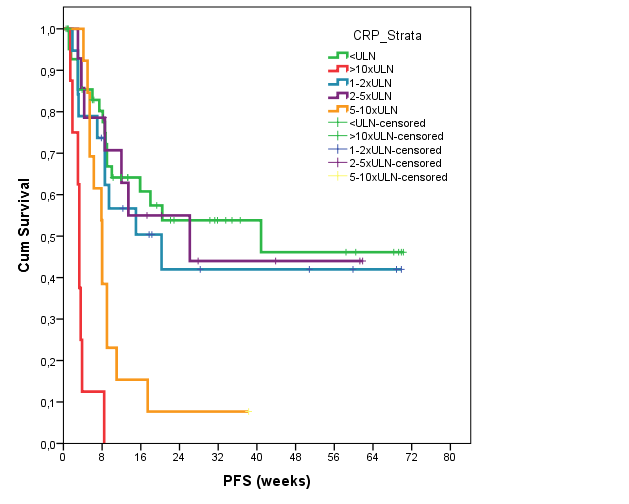 CRP_Strata
<ULN
>10xULN
1-2xULN
2-5xULN
5-10xULN
<ULN-censored
>10xULN-censored
1-2xULN-censored
2-5xULN-censored
5-10xULN-censored
Cum Survival
1,0
0,9
0,8
0,7
0,6
0,5
0,4
0,3
0,2
0,1
0,0
0 8 16 24 32 40 48 56 64 72 80
PFS (weeks)